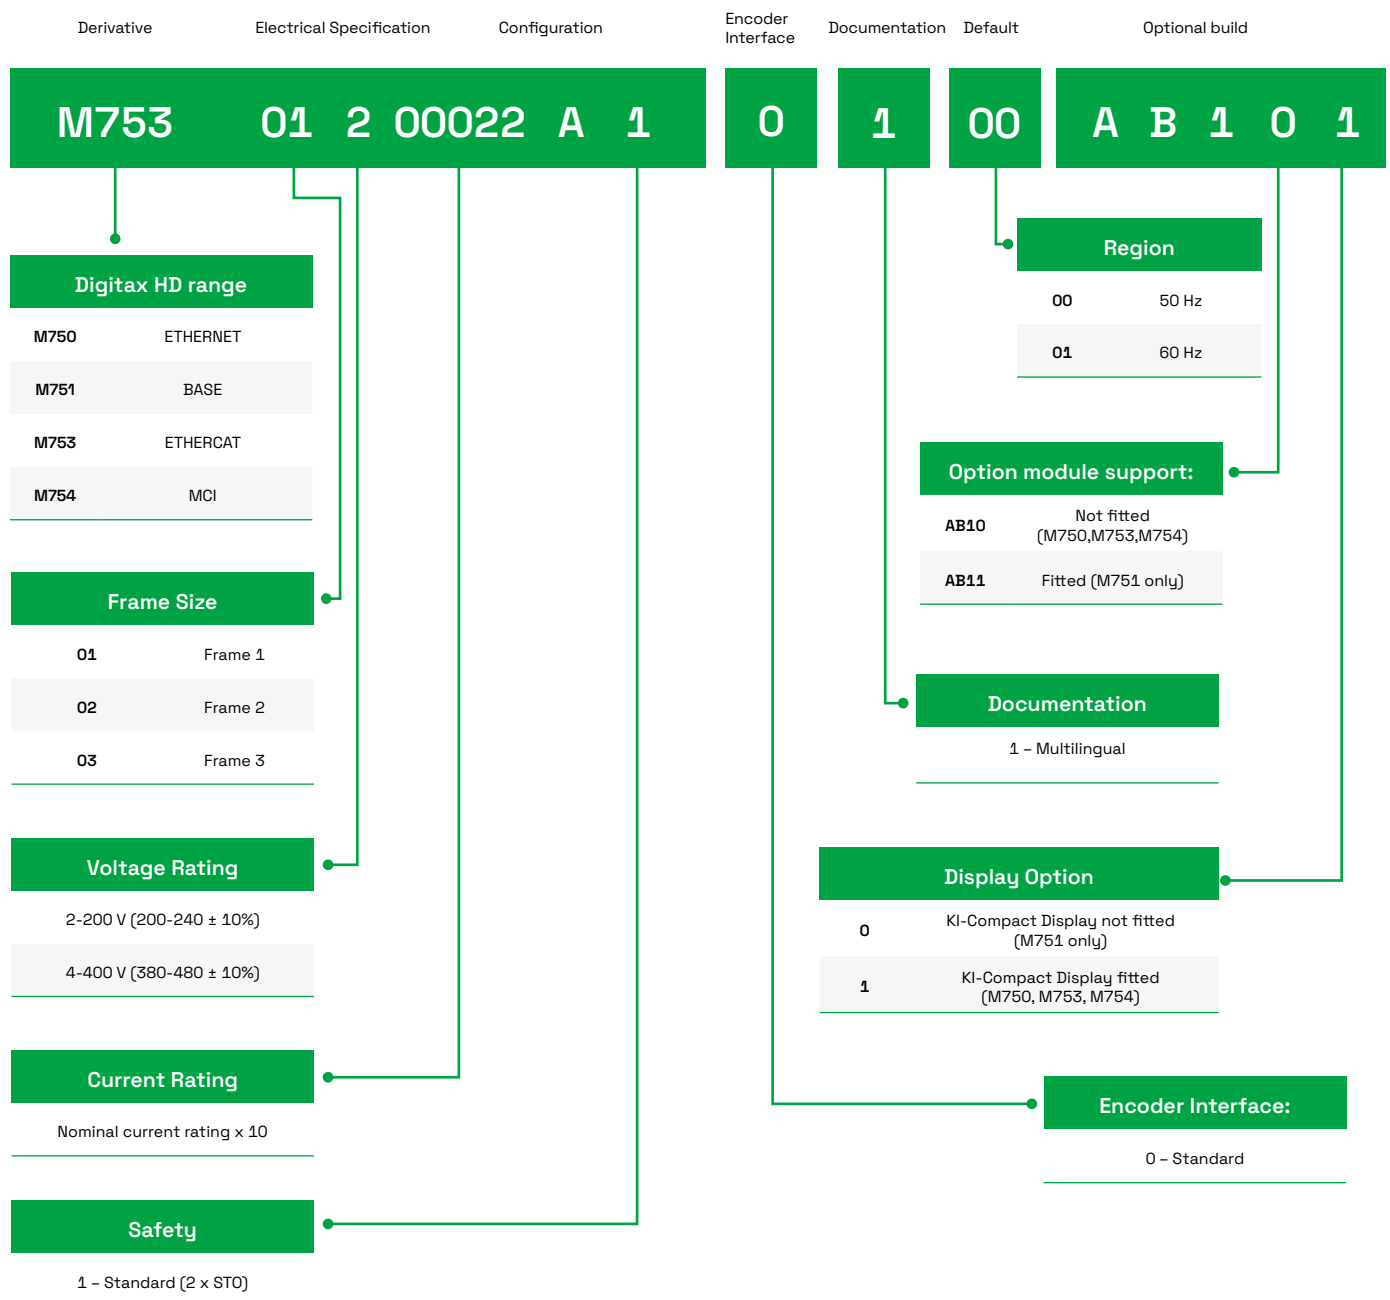 Derivative
Electrical Specification
Configuration
Encoder
Interface
Documentation
Default
Optional build
M753 01 2 00022 A 1
0
1
00
A B 1 0 1
Digitax HD range
M750 ETHERNET
M751 BASE
M753 ETHERCAT
M754 MCI
Frame Size
01 Frame 1
02 Frame 2
03 Frame 3
Voltage Rating
2-200 V (200-240 ± 10%)
4-400 V (380-480 ± 10%)
Current Rating
Nominal current rating x 10
Safety
1 – Standard (2 x STO)
Region
00 50 Hz
01 60 Hz
Option module support:
AB10 Not fitted
(M750,M753,M754)
AB11 Fitted (M751 only)
Documentation
1 – Multilingual
Display Option
0 KI-Compact Display not fitted
(M751 only)
1 KI-Compact Display fitted
(M750, M753, M754)
Encoder Interface:
0 – Standard